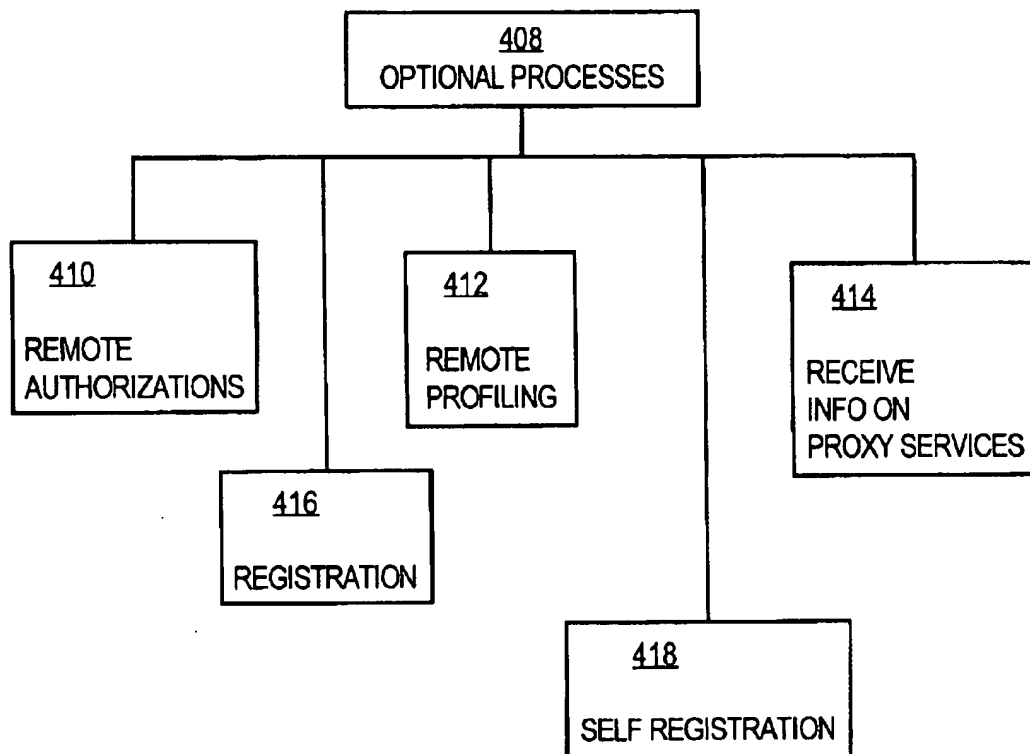 408
OPTIONAL PROCESSES
410
REMOTE
AUTHORIZATIONS
412
REMOTE
PROFILING
414
RECEIVE
INFO ON
PROXY SERVICES
416
REGISTRATION
418
SELF REGISTRATION